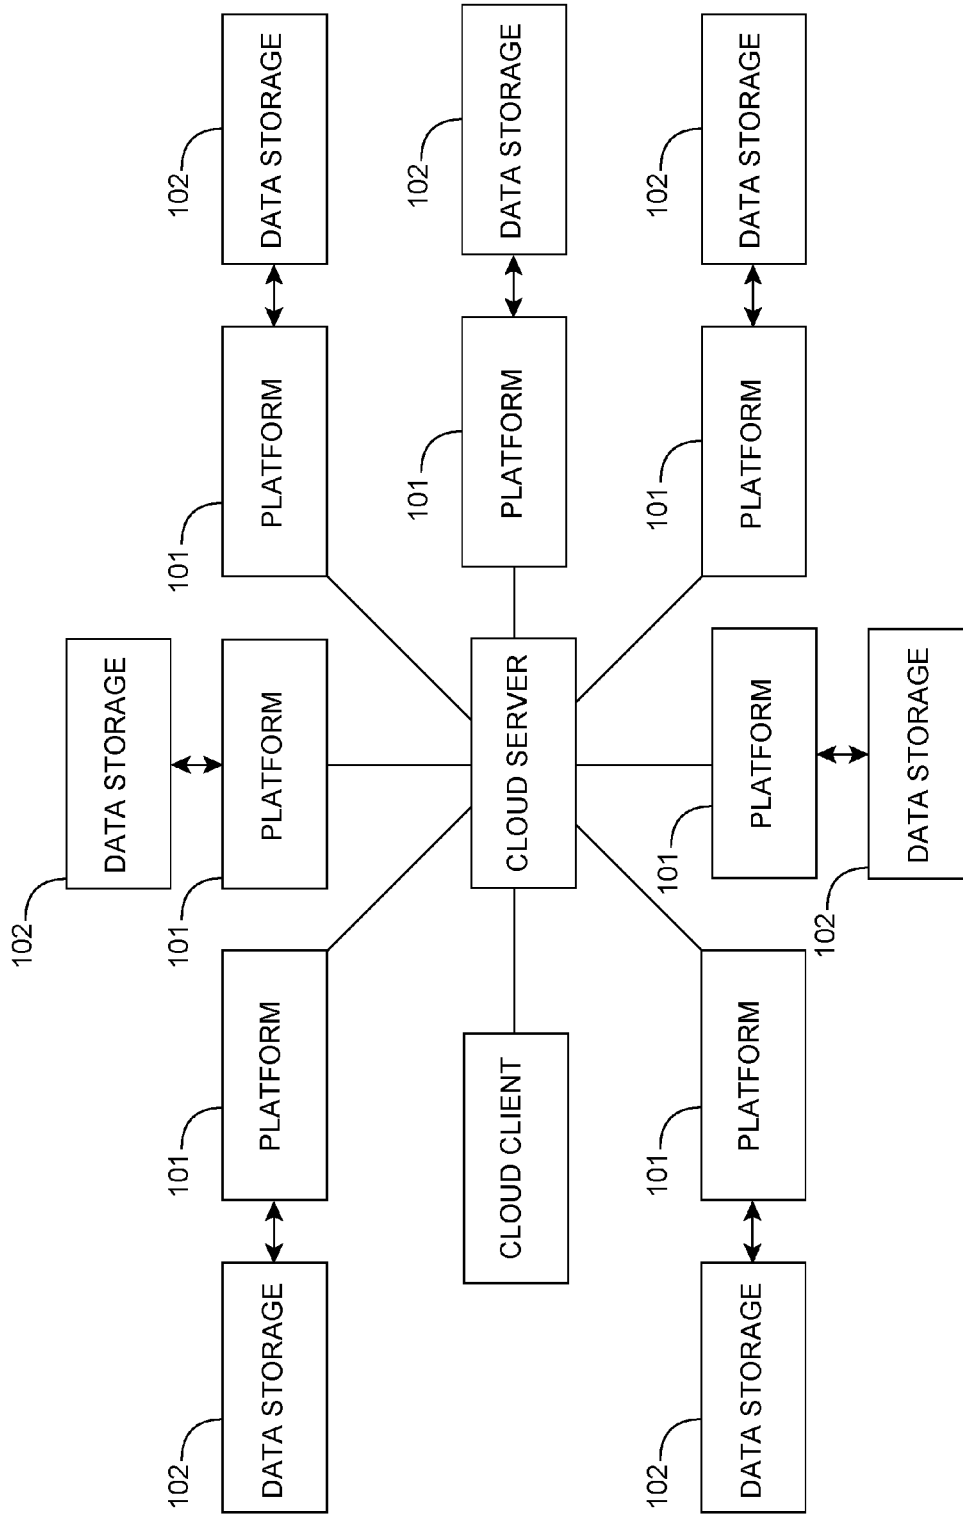 102
DATA STORAGE
102 101 101 101 102
DATA STORAGE PLATFORM PLATFORM PLATFORM DATA STORAGE
101 102
CLOUD CLIENT CLOUD SERVER PLATFORM DATA STORAGE
102 101 101 101 102
DATA STORAGE PLATFORM PLATFORM PLATFORM DATA STORAGE
102
DATA STORAGE